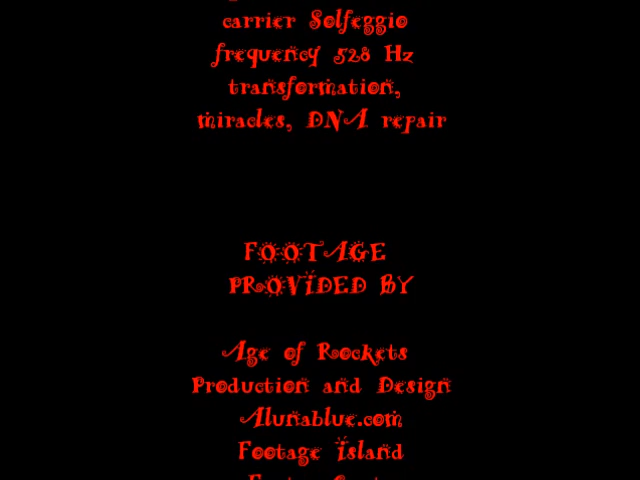 carrier Solfeggio
frequency 528 Hz
transformation,
miracles, DNA repair
FOOTAGE
PROVIDED BY
Age of Rockets
Production and Design
Alunablue.com
Footage Island